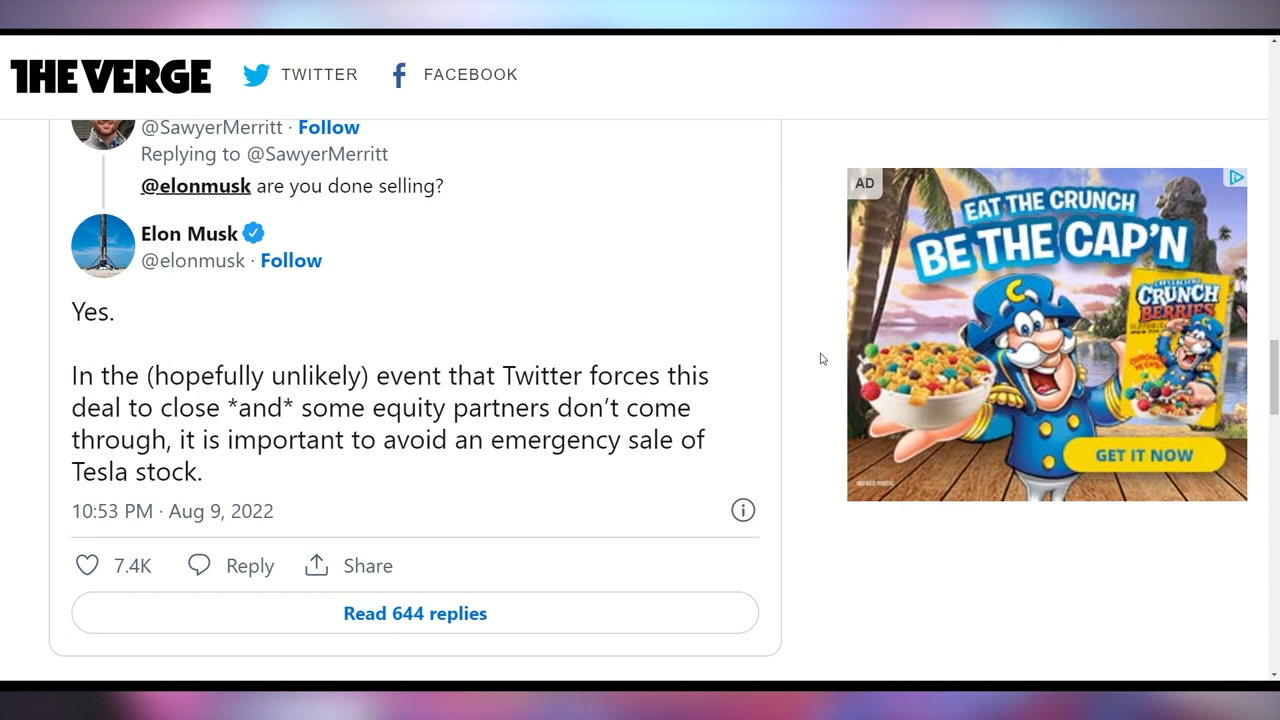 THE VERGE
TWITTER
FACEBOOK
@SawyerMerritt · Follow
Replying to @SawyerMerritt
@elonmusk are you done selling?
Elon Musk
@elonmusk · Follow
Yes.
In the (hopefully unlikely) event that Twitter forces this
deal to close *and* some equity partners don’t come
through, it is important to avoid an emergency sale of
Tesla stock.
10:53 PM · Aug 9, 2022
7.4K
Reply
Share
Read 644 replies
AD
EAT THE CRUNCH
BE THE CAP'N
CRUNCH
BERRIES
GET IT NOW